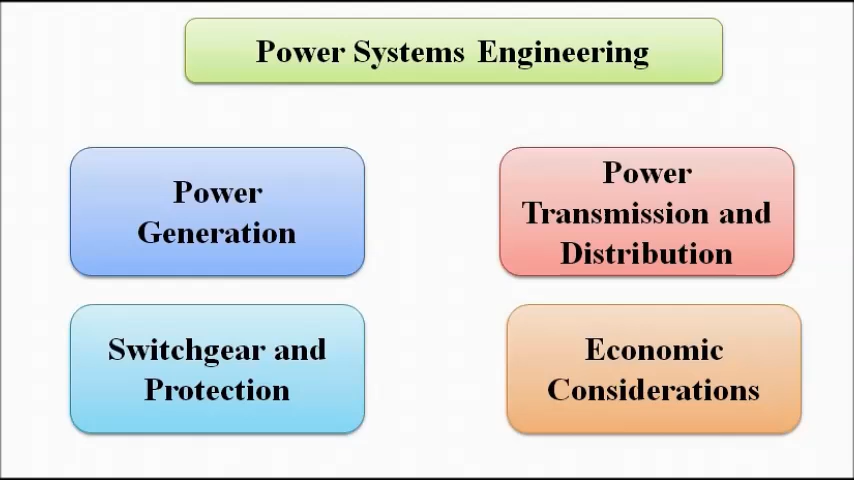 Power Systems Engineering
Power
Generation
Power
Transmission and
Distribution
Switchgear and
Protection
Economic
Considerations